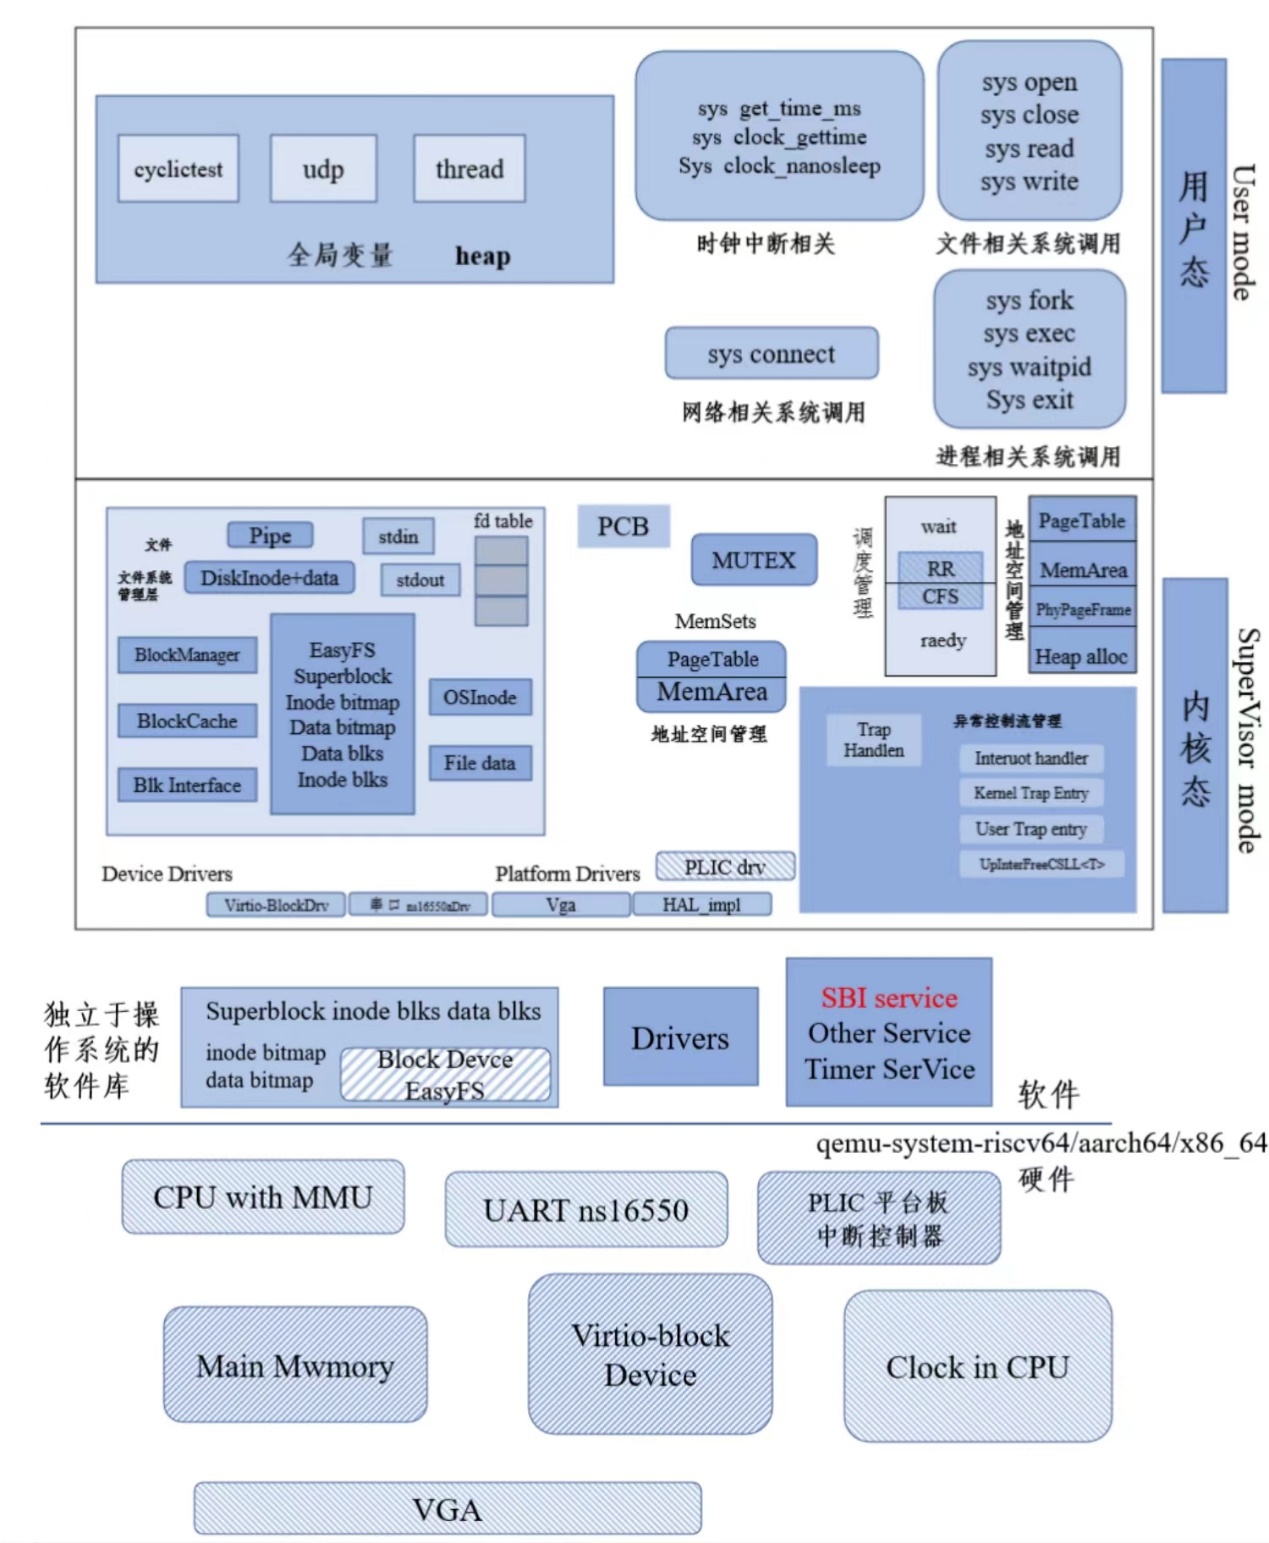 cyclictest
udp
thread
全局变量
heap
sys get_time_ms
sys clock_gettime
Sys clock_nanosleep
时钟中断相关
sys open
sys close
sys read
sys write
文件相关系统调用
sys connect
网络相关系统调用
sys fork
sys exec
sys waitpid
Sys exit
进程相关系统调用
用户态
User mode
文件
Pipe
stdin
fd table
文件系统
管理层
DiskInode+data
stdout
BlockManager
BlockCache
Blk Interface
EasyFS
Superblock
Inode bitmap
Data bitmap
Data blks
Inode blks
OSInode
File data
PCB
MUTEX
MemSets
PageTable
MemArea
地址空间管理
调度管理
wait
RR
CFS
raedy
地址空间管理
PageTable
MemArea
PhyPageFrame
Heap alloc
Trap
Handlen
异常控制流管理
Interuot handler
Kernel Trap Entry
User Trap entry
UpInterFreeCSLL<T>
Device Drivers
Platform Drivers
PLIC drv
Virtio-BlockDrv
串口 ns16550aDrv
Vga
HAL_impl
内核态
SuperVisor mode
独立于操
作系统的
软件库
Superblock inode blks data blks
inode bitmap
data bitmap
Block Devce
EasyFS
Drivers
SBI service
Other Service
Timer SerVice
软件
qemu-system-riscv64/aarch64/x86_64
硬件
CPU with MMU
UART ns16550
PLIC 平台板
中断控制器
Main Mwmory
Virtio-block
Device
Clock in CPU
VGA